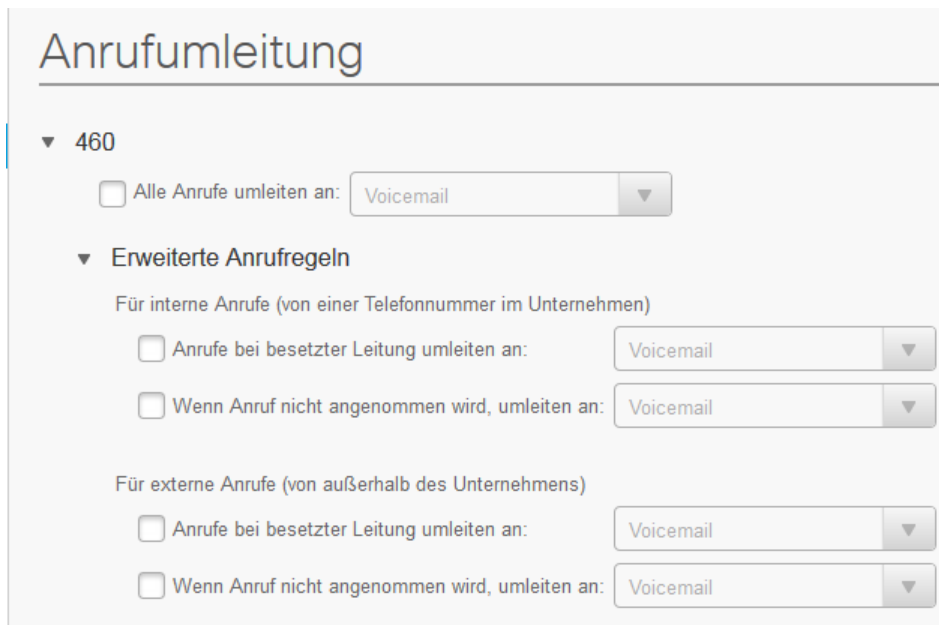 Anrufumleitung
460
Alle Anrufe umleiten an: Voicemail
Erweiterte Anrufregeln
Für interne Anrufe (von einer Telefonnummer im Unternehmen)
Anrufe bei besetzter Leitung umleiten an: Voicemail
Wenn Anruf nicht angenommen wird, umleiten an: Voicemail
Für externe Anrufe (von außerhalb des Unternehmens)
Anrufe bei besetzter Leitung umleiten an: Voicemail
Wenn Anruf nicht angenommen wird, umleiten an: Voicemail